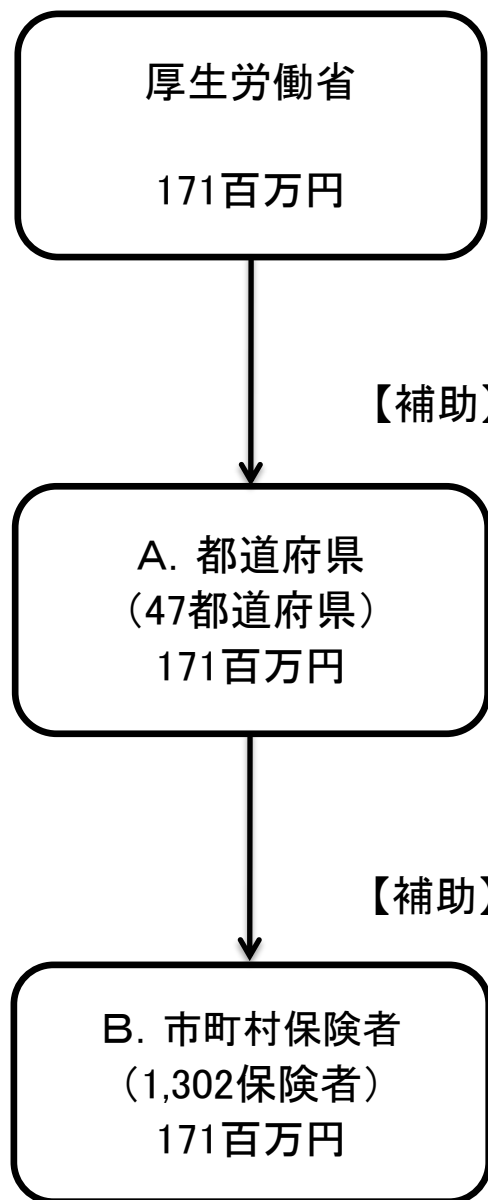 厚生労働省
171百万円
【補助】
A. 都道府県
（47都道府県）
171百万円
【補助】
B. 市町村保険者
（1,302保険者）
171百万円